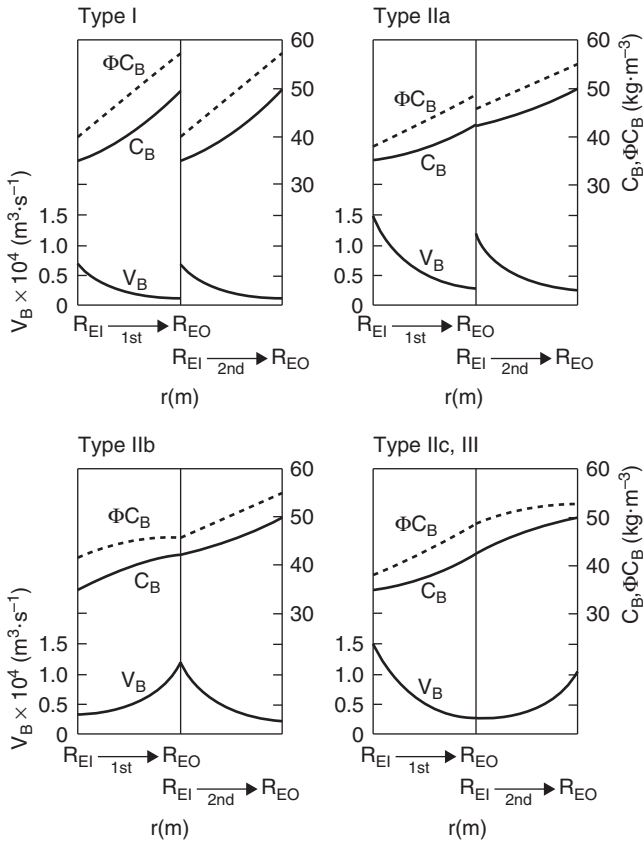 Type I
ΦC_B
C_B
V_B
1.5
1.0
0.5
0
V_B × 10⁴ (m³·s⁻¹)
60
50
40
30
R_EI 1st R_EO
R_EI 2nd R_EO
r(m)
Type IIa
ΦC_B
C_B
V_B
1.5
1.0
0.5
0
60
50
40
30
C_B,ΦC_B (kg·m⁻³)
R_EI 1st R_EO
R_EI 2nd R_EO
r(m)
Type IIb
ΦC_B
C_B
V_B
1.5
1.0
0.5
0
V_B × 10⁴ (m³·s⁻¹)
60
50
40
30
R_EI 1st R_EO
R_EI 2nd R_EO
r(m)
Type IIc, III
ΦC_B
C_B
V_B
1.5
1.0
0.5
0
60
50
40
30
C_B,ΦC_B (kg·m⁻³)
R_EI 1st R_EO
R_EI 2nd R_EO
r(m)